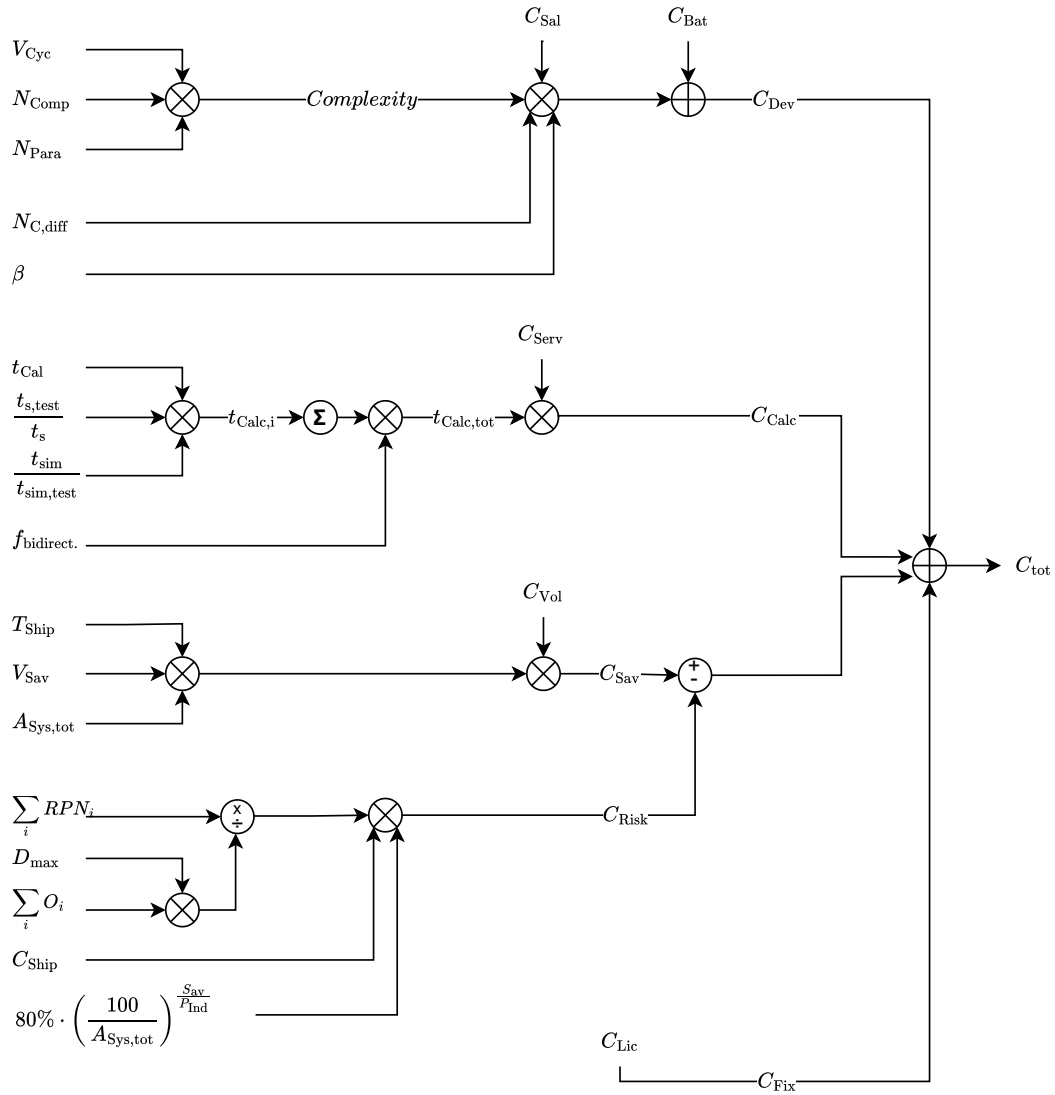 C_Sal C_Bat
V_Cyc
N_Comp Complexity C_Dev
N_Para
N_C,diff
β
C_Serv
t_Cal
t_s,test / t_s t_Calc,i Σ t_Calc,tot C_Calc
t_sim / t_sim,test
f_bidirect.
C_tot
C_Vol
T_Ship
V_Sav C_Sav + -
A_Sys,tot
∑_i RPN_i x ÷ C_Risk
D_max
∑_i O_i
C_Ship
80% · (100 / A_Sys,tot)^(S_av / P_Ind)
C_Lic
C_Fix